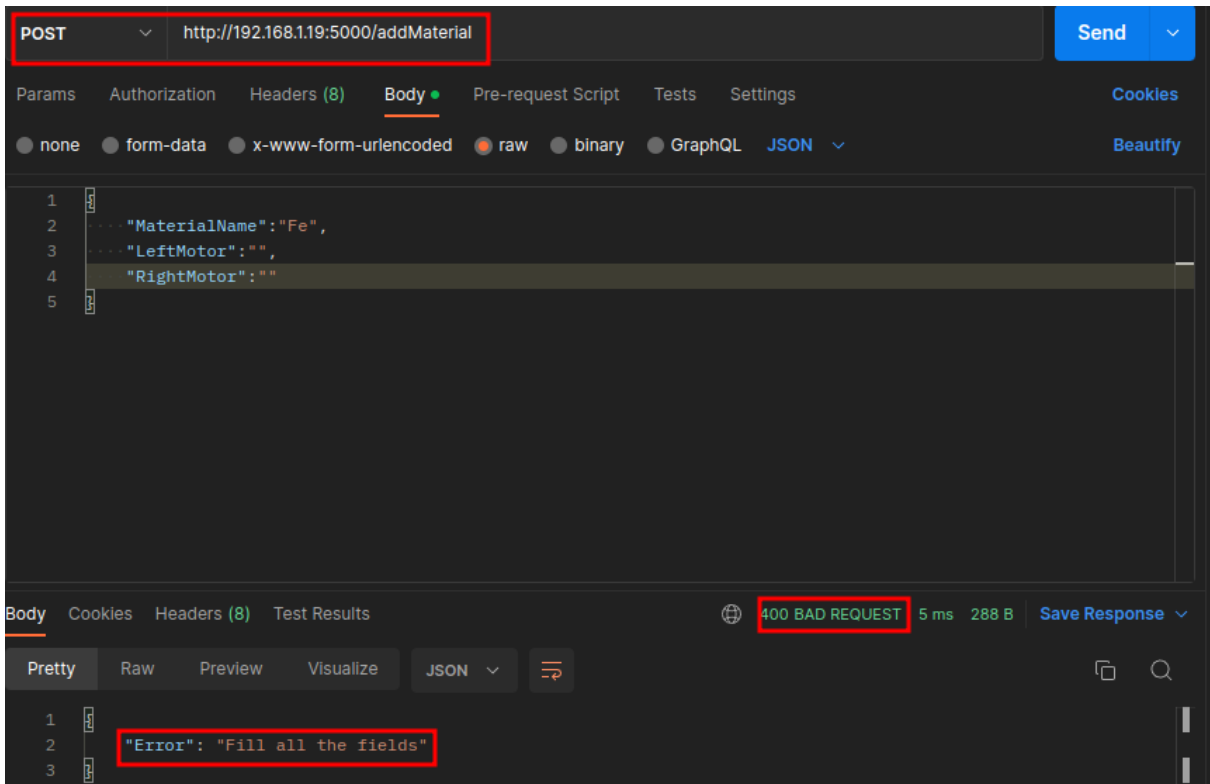 POST http://192.168.1.19:5000/addMaterial Send
Params Authorization Headers (8) Body Pre-request Script Tests Settings Cookies
none form-data x-www-form-urlencoded raw binary GraphQL JSON Beautify
1 {
2 ····"MaterialName":"Fe",
3 ····"LeftMotor":"",
4 ····"RightMotor":""
5 }
Body Cookies Headers (8) Test Results 400 BAD REQUEST 5 ms 288 B Save Response
Pretty Raw Preview Visualize JSON
1 {
2 "Error": "Fill all the fields"
3 }